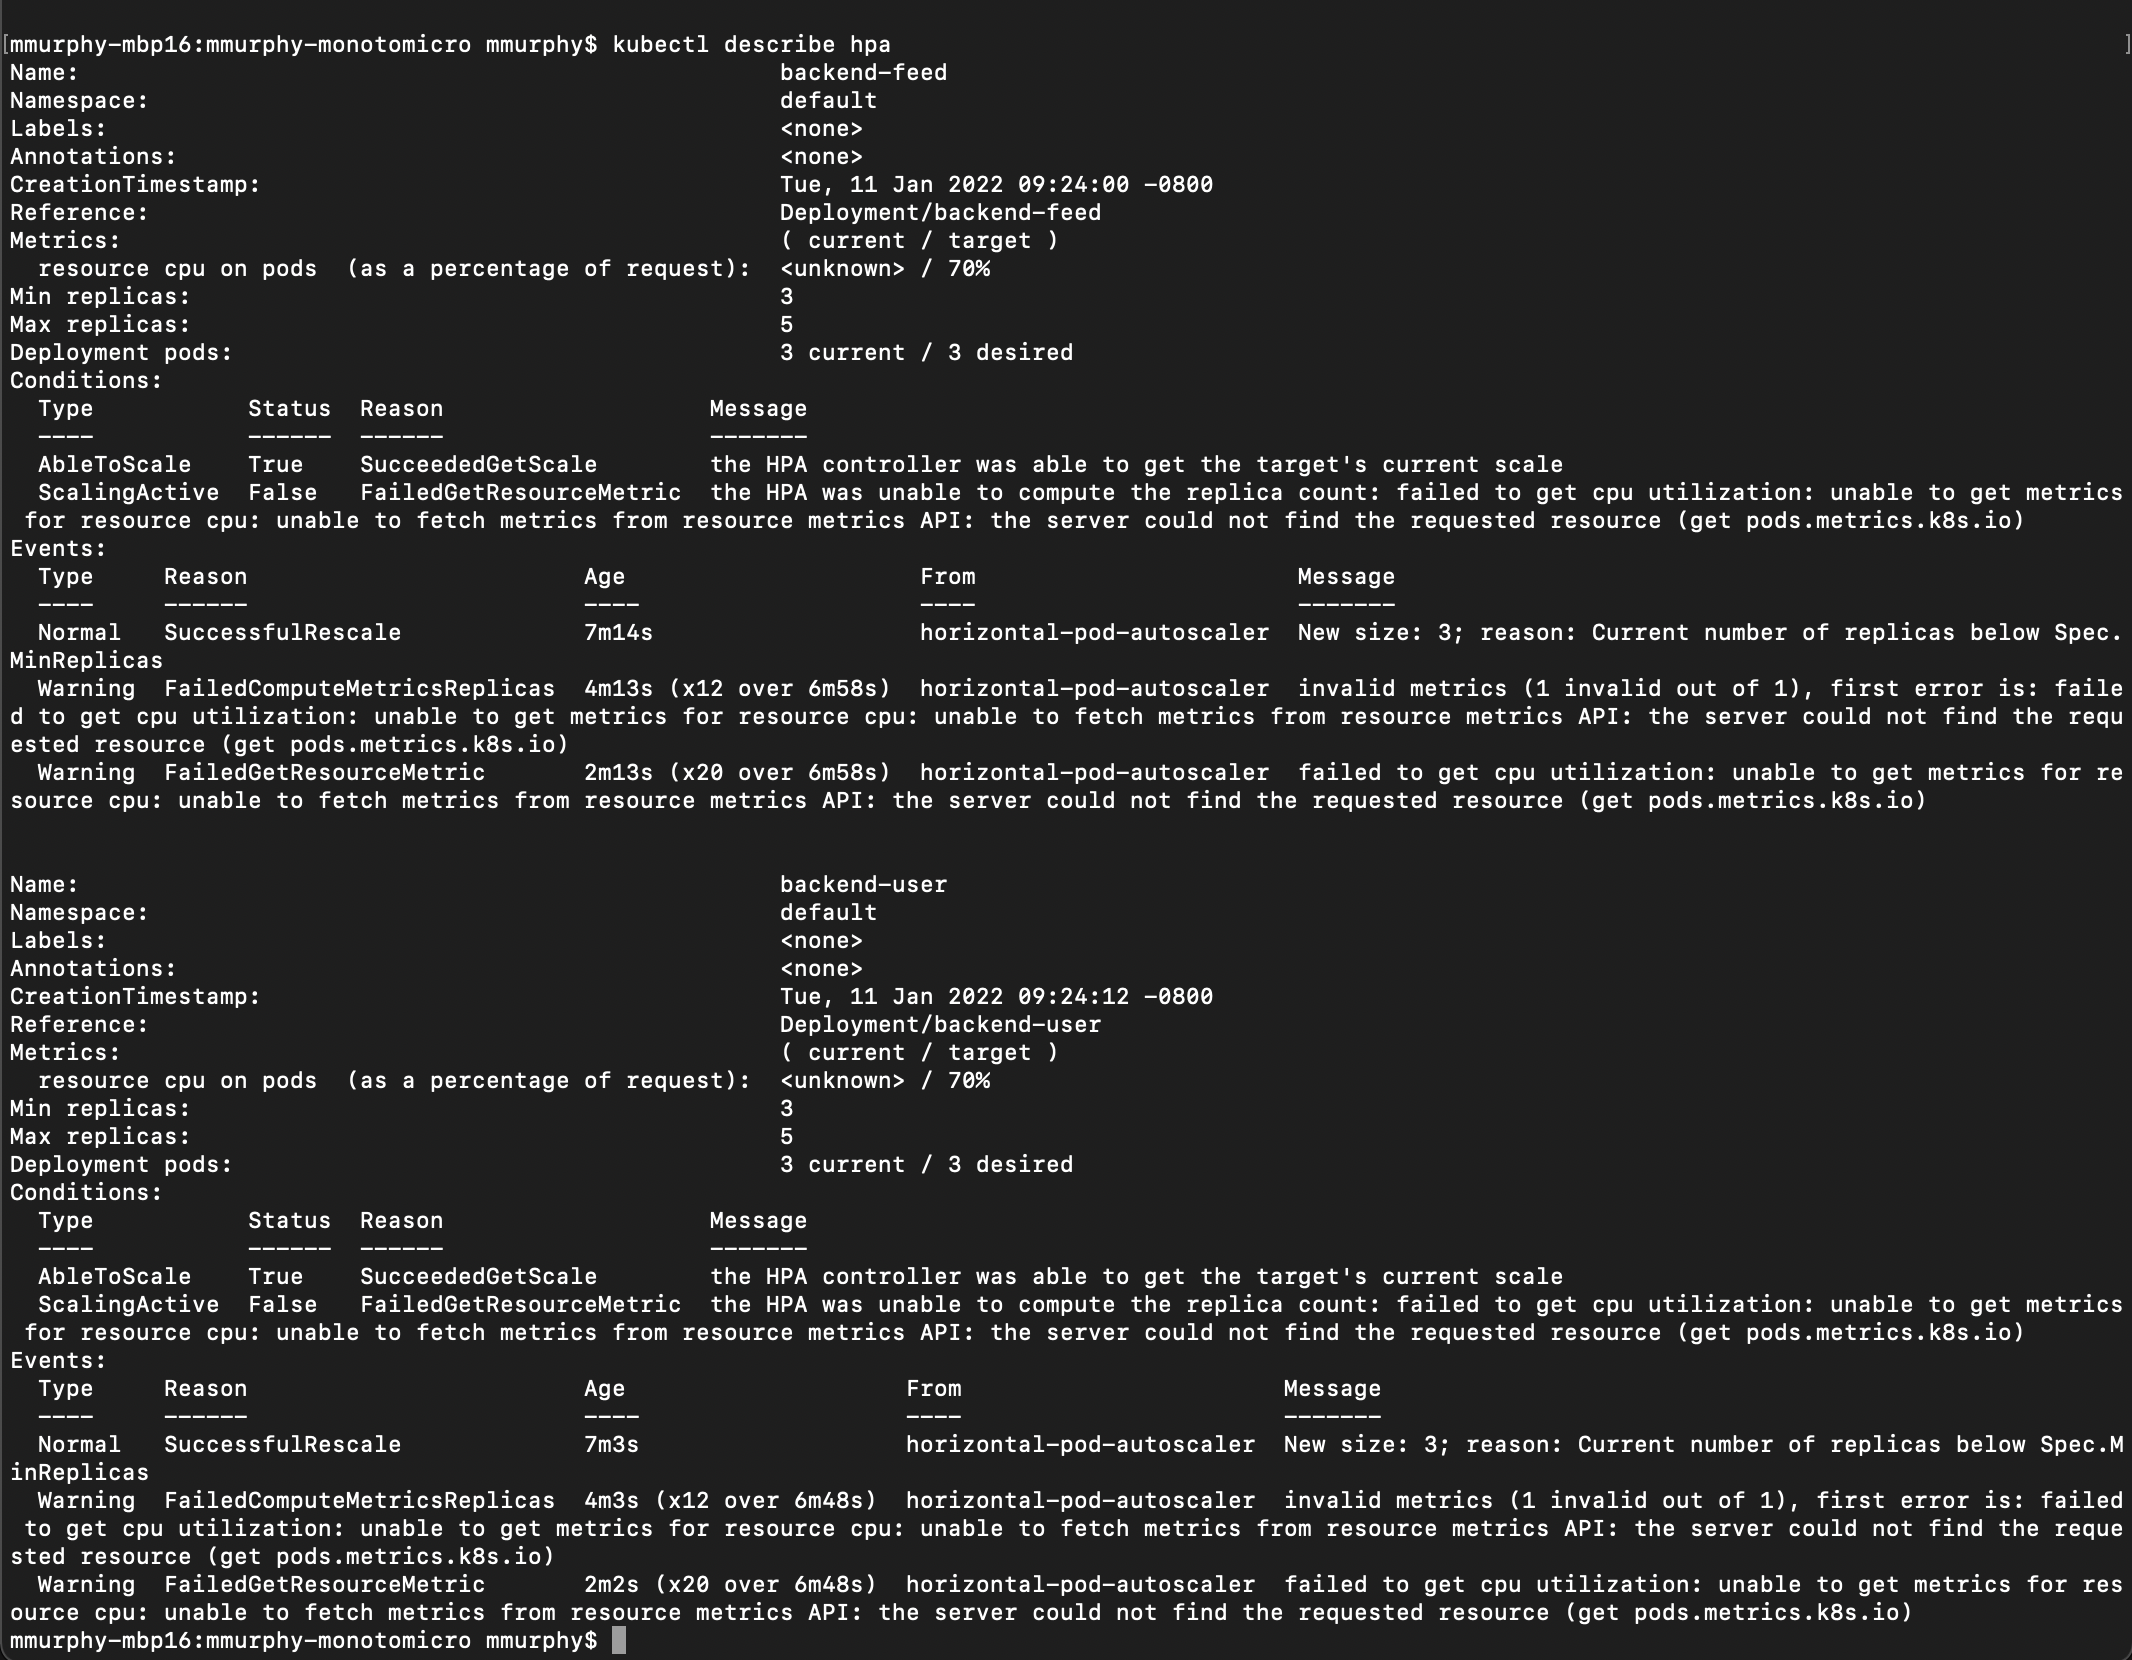 [mmurphy-mbp16:mmurphy-monotomicro mmurphy$ kubectl describe hpa ]
Name:                                                  backend-feed
Namespace:                                             default
Labels:                                                <none>
Annotations:                                           <none>
CreationTimestamp:                                     Tue, 11 Jan 2022 09:24:00 -0800
Reference:                                             Deployment/backend-feed
Metrics:                                               ( current / target )
  resource cpu on pods  (as a percentage of request):  <unknown> / 70%
Min replicas:                                          3
Max replicas:                                          5
Deployment pods:                                       3 current / 3 desired
Conditions:
  Type           Status  Reason                   Message
  ----           ------  ------                   -------
  AbleToScale    True    SucceededGetScale        the HPA controller was able to get the target's current scale
  ScalingActive  False   FailedGetResourceMetric  the HPA was unable to compute the replica count: failed to get cpu utilization: unable to get metrics
 for resource cpu: unable to fetch metrics from resource metrics API: the server could not find the requested resource (get pods.metrics.k8s.io)
Events:
  Type     Reason                        Age                     From                       Message
  ----     ------                        ----                    ----                       -------
  Normal   SuccessfulRescale             7m14s                   horizontal-pod-autoscaler  New size: 3; reason: Current number of replicas below Spec.
MinReplicas
  Warning  FailedComputeMetricsReplicas  4m13s (x12 over 6m58s)  horizontal-pod-autoscaler  invalid metrics (1 invalid out of 1), first error is: faile
d to get cpu utilization: unable to get metrics for resource cpu: unable to fetch metrics from resource metrics API: the server could not find the requ
ested resource (get pods.metrics.k8s.io)
  Warning  FailedGetResourceMetric       2m13s (x20 over 6m58s)  horizontal-pod-autoscaler  failed to get cpu utilization: unable to get metrics for re
source cpu: unable to fetch metrics from resource metrics API: the server could not find the requested resource (get pods.metrics.k8s.io)
Name:                                                  backend-user
Namespace:                                             default
Labels:                                                <none>
Annotations:                                           <none>
CreationTimestamp:                                     Tue, 11 Jan 2022 09:24:12 -0800
Reference:                                             Deployment/backend-user
Metrics:                                               ( current / target )
  resource cpu on pods  (as a percentage of request):  <unknown> / 70%
Min replicas:                                          3
Max replicas:                                          5
Deployment pods:                                       3 current / 3 desired
Conditions:
  Type           Status  Reason                   Message
  ----           ------  ------                   -------
  AbleToScale    True    SucceededGetScale        the HPA controller was able to get the target's current scale
  ScalingActive  False   FailedGetResourceMetric  the HPA was unable to compute the replica count: failed to get cpu utilization: unable to get metrics
 for resource cpu: unable to fetch metrics from resource metrics API: the server could not find the requested resource (get pods.metrics.k8s.io)
Events:
  Type     Reason                        Age                    From                       Message
  ----     ------                        ----                   ----                       -------
  Normal   SuccessfulRescale             7m3s                   horizontal-pod-autoscaler  New size: 3; reason: Current number of replicas below Spec.M
inReplicas
  Warning  FailedComputeMetricsReplicas  4m3s (x12 over 6m48s)  horizontal-pod-autoscaler  invalid metrics (1 invalid out of 1), first error is: failed
 to get cpu utilization: unable to get metrics for resource cpu: unable to fetch metrics from resource metrics API: the server could not find the reque
sted resource (get pods.metrics.k8s.io)
  Warning  FailedGetResourceMetric       2m2s (x20 over 6m48s)  horizontal-pod-autoscaler  failed to get cpu utilization: unable to get metrics for res
ource cpu: unable to fetch metrics from resource metrics API: the server could not find the requested resource (get pods.metrics.k8s.io)
mmurphy-mbp16:mmurphy-monotomicro mmurphy$